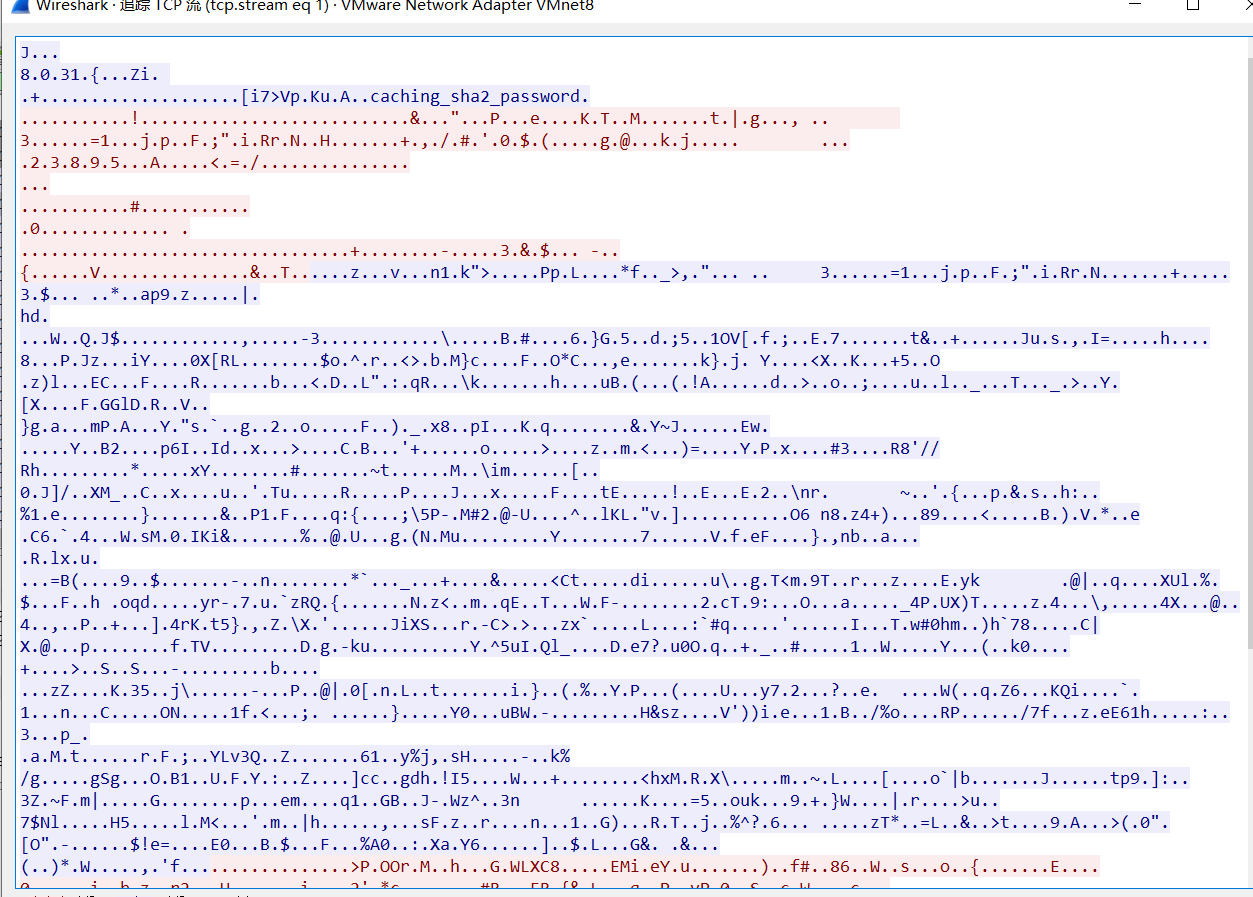 Wireshark · 追踪 TCP 流 (tcp.stream eq 1) · VMware Network Adapter VMnet8
J...
8.0.31.{...Zi.
.+....................[i7>Vp.Ku.A..caching_sha2_password.
...........!...........................&..."...P...e....K.T..M.......t.|.g..., ..
3......=1...j.p..F.;".i.Rr.N..H.......+.,./.#.'.0.$.(.....g.@...k.j..... ...
.2.3.8.9.5...A.....<.=./...............
...
...........#...........
.0............. .
.................................+........-.....3.&.$... -..
{......V...............&..T......z...v...n1.k">.....Pp.L....*f.._>,."... .. 3......=1...j.p..F.;".i.Rr.N.......+.....
3.$... ..*..ap9.z.....|.
hd.
...W..Q.J$............,.....-3............\.....B.#....6.}G.5..d.;5..1OV[.f.;..E.7.......t&..+......Ju.s.,.I=.....h....
8...P.Jz...iY....0X[RL........$o.^.r..<>.b.M}c....F..O*C...,e.......k}.j. Y....<X..K...+5..O
.z)l...EC...F....R.......b...<.D..L".:.qR...\k.......h....uB.(...(.!A......d..>..o..;....u..l.._...T..._.>..Y.
[X....F.GGlD.R..V..
}g.a...mP.A...Y."s.`..g..2..o.....F..)._.x8..pI...K.q........&.Y~J......Ew.
.....Y..B2....p6I..Id..x...>....C.B...'+......o.....>....z..m.<...)=....Y.P.x....#3....R8'//
Rh.........*.....xY........#.......~t......M..\im......[..
0.J]/..XM_..C..x....u..'.Tu.....R.....P....J...x.....F....tE.....!..E...E.2..\nr. ~..'.{...p.&.s..h:..
%1.e........}.......&..P1.F....q:{....;\5P-.M#2.@-U....^..lKL."v.]...........O6 n8.z4+)...89....<.....B.).V.*..e
.C6.`.4...W.sM.0.IKi&.......%..@.U...g.(N.Mu.........Y........7......V.f.eF....}.,nb..a...
.R.lx.u.
...=B(....9..$.......-..n........*`..._...+....&.....<Ct.....di......u\..g.T<m.9T..r...z....E.yk .@|..q....XUl.%.
$...F..h .oqd.....yr-.7.u.`zRQ.{.......N.z<..m..qE..T...W.F-........2.cT.9:...O...a....._4P.UX)T.....z.4...\,.....4X...@..
4..,..P..+...].4rK.t5}.,.Z.\X.'......JiXS...r.-C>.>...zx`.....L....:`#q.....'......I...T.w#0hm..)h`78.....C|
X.@...p........f.TV.........D.g.-ku..........Y.^5uI.Ql_....D.e7?.u0O.q..+._..#.....1..W.....Y...(..k0....
+....>..S..S...-.........b....
...zZ....K.35..j\......-...P..@|.0[.n.L..t.......i.}..(.%..Y.P...(....U...y7.2...?..e. ....W(..q.Z6...KQi....`.
1...n...C.....ON.....1f.<...;. ......}.....Y0...uBW.-.........H&sz....V'))i.e...1.B../%o....RP....../7f...z.eE61h.....:..
3...p_.
.a.M.t......r.F.;..YLv3Q..Z.......61..y%j,.sH.....-..k%
/g.....gSg...O.B1..U.F.Y.:..Z....]cc..gdh.!I5....W...+........<hxM.R.X\.....m..~.L....[....o`|b.......J......tp9.]:..
3Z.~F.m|.....G........p...em....q1..GB..J-.Wz^..3n ......K....=5..ouk...9.+.}W....|.r....>u..
7$Nl.....H5.....l.M<...'.m..|h......,...sF.z..r....n...1..G)...R.T..j..%^?.6... .....zT*..=L..&..>t....9.A...>(.0".
[O".-......$!e=....E0...B.$...F...%A0..:.Xa.Y6......]..$.L...G&. .&...
(..)*.W.....,.'f..................>P.OOr.M..h...G.WLXC8.....EMi.eY.u.......)..f#..86..W..s...o..{.......E....